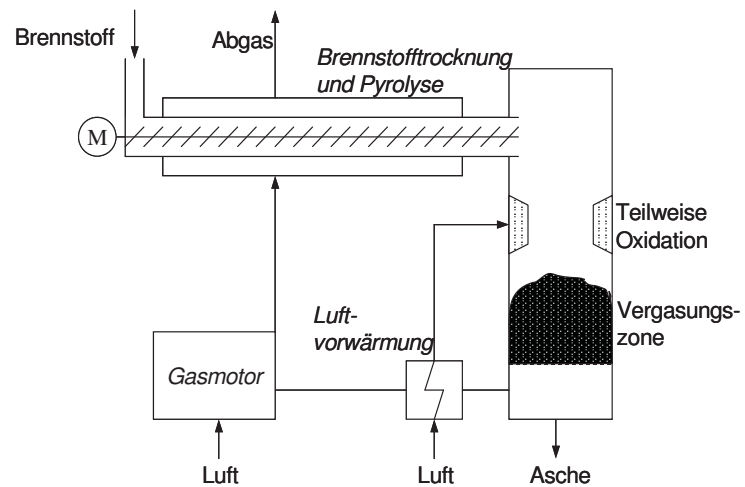 Brennstoff
Abgas
Brennstofftrocknung
und Pyrolyse
M
Teilweise
Oxidation
Luft-
vorwärmung
Vergasungs-
zone
Gasmotor
Luft
Luft
Asche